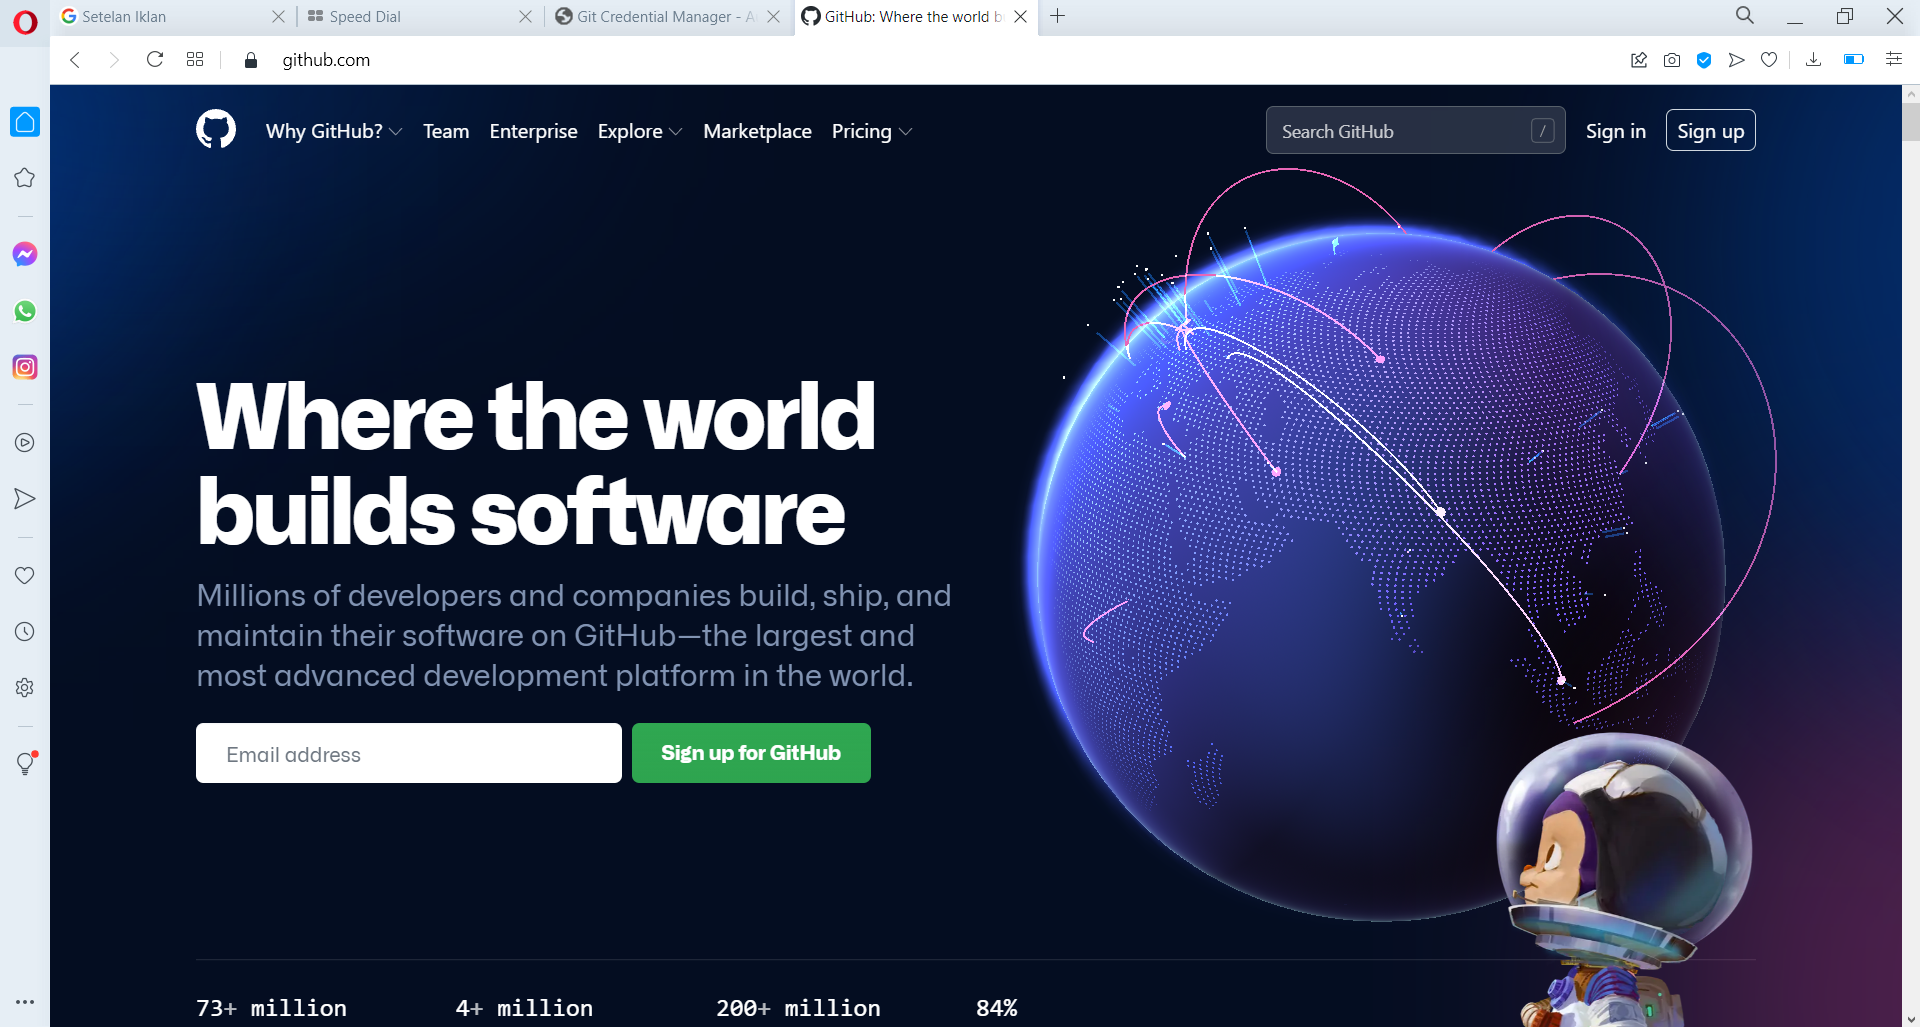 Setelan Iklan
Speed Dial
Git Credential Manager - A
GitHub: Where the world b
github.com
Why GitHub? Team Enterprise Explore Marketplace Pricing
Search GitHub /
Sign in
Sign up
Where the world
builds software
Millions of developers and companies build, ship, and
maintain their software on GitHub—the largest and
most advanced development platform in the world.
Email address
Sign up for GitHub
73+ million 4+ million 200+ million 84%